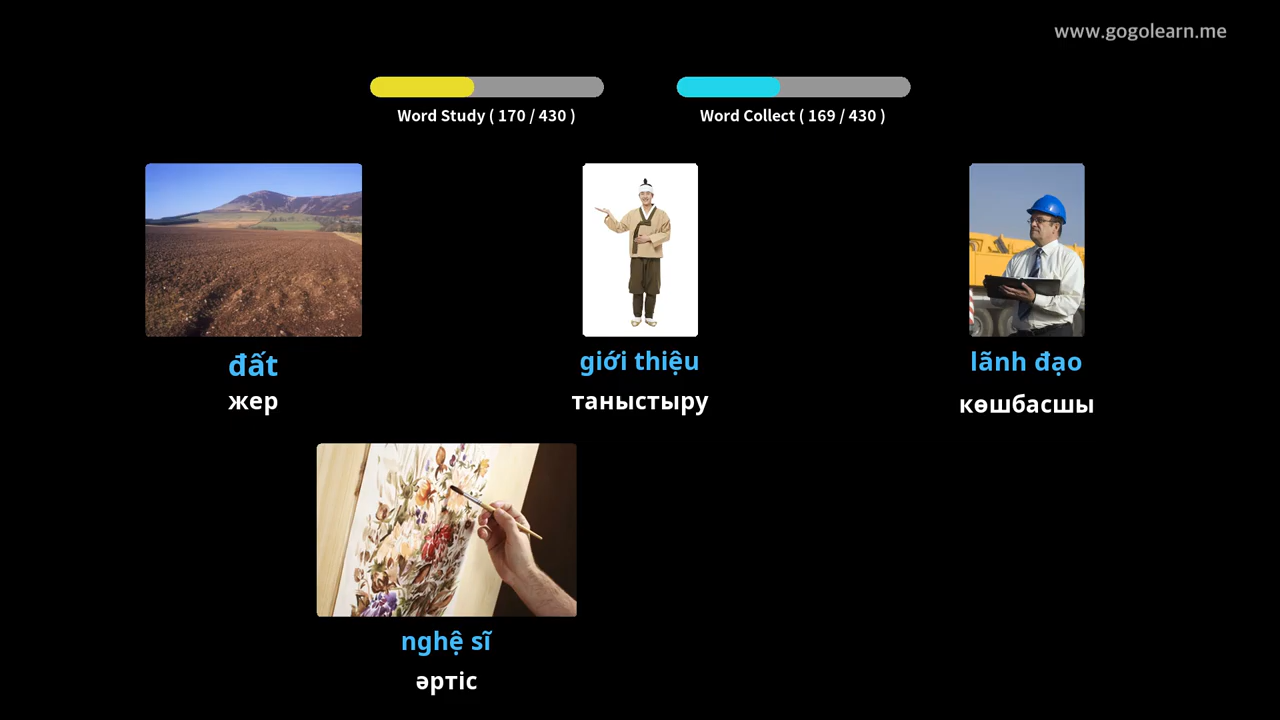 www.gogolearn.me
Word Study ( 170 / 430 )
Word Collect ( 169 / 430 )
đất
жер
giới thiệu
таныстыру
lãnh đạo
көшбасшы
nghệ sĩ
әртіс